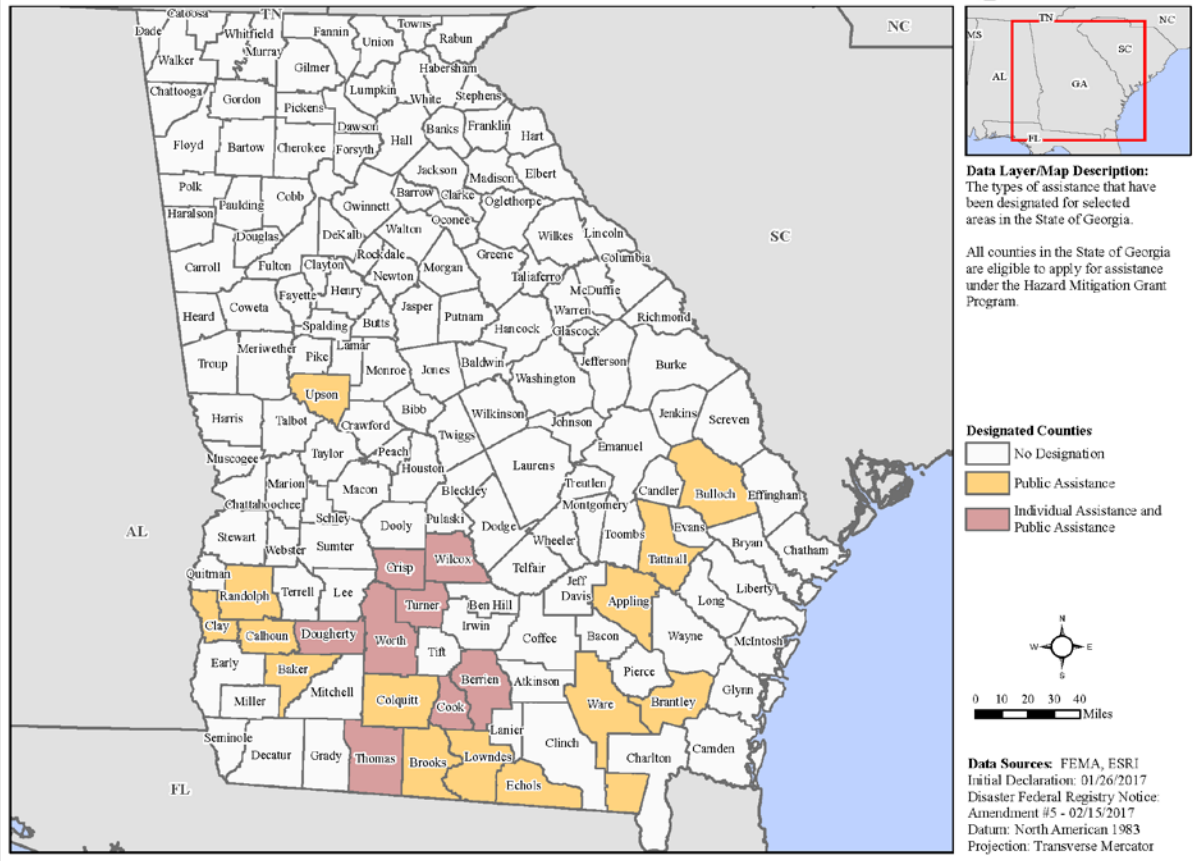 Catoosa
TN
Towns
NC
Dade
Whitfield
Fannin
Union
Rabun
Murray
Walker
Gilmer
Habersham
Chattooga
Gordon
Lumpkin
White
Stephens
Pickens
Dawson
Banks
Franklin
Hart
Hall
Floyd
Bartow
Cherokee
Forsyth
Jackson
Madison
Elbert
Polk
Cobb
Barrow
Clarke
Oglethorpe
Paulding
Gwinnett
Haralson
Oconee
Walton
DeKalb
Wilkes
Lincoln
SC
Douglas
Rockdale
Greene
Columbia
Carroll
Fulton
Clayton
Newton
Morgan
Taliaferro
Fayette
Henry
McDuffie
Heard
Coweta
Jasper
Putnam
Warren
Richmond
Spalding
Butts
Hancock
Glascock
Meriwether
Lamar
Troup
Pike
Monroe
Jones
Baldwin
Jefferson
Burke
Washington
Upson
Bibb
Wilkinson
Jenkins
Screven
Harris
Talbot
Crawford
Johnson
Twiggs
Emanuel
Muscogee
Taylor
Peach
Houston
Laurens
Marion
Macon
Bleckley
Treutlen
Candler
Bulloch
Effingham
Chattahoochee
Montgomery
Schley
Dooly
Pulaski
Dodge
Evans
AL
Stewart
Webster
Sumter
Wheeler
Toombs
Bryan
Chatham
Wilcox
Tattnall
Quitman
Crisp
Telfair
Randolph
Terrell
Lee
Jeff
Davis
Liberty
Turner
Ben Hill
Appling
Long
Clay
Calhoun
Dougherty
Worth
Irwin
Coffee
Bacon
Wayne
McIntosh
Tift
Early
Baker
Pierce
Berrien
Atkinson
Miller
Mitchell
Colquitt
Cook
Ware
Brantley
Glynn
Seminole
Lanier
Clinch
Camden
Decatur
Grady
Thomas
Brooks
Lowndes
Charlton
Echols
FL
TN
NC
MS
SC
AL
GA
FL
Data Layer/Map Description:
The types of assistance that have
been designated for selected
areas in the State of Georgia.
All counties in the State of Georgia
are eligible to apply for assistance
under the Hazard Mitigation Grant
Program.
Designated Counties
No Designation
Public Assistance
Individual Assistance and
Public Assistance
N
W
E
S
0 10 20 30 40
Miles
Data Sources: FEMA, ESRI
Initial Declaration: 01/26/2017
Disaster Federal Registry Notice:
Amendment #5 - 02/15/2017
Datum: North American 1983
Projection: Transverse Mercator